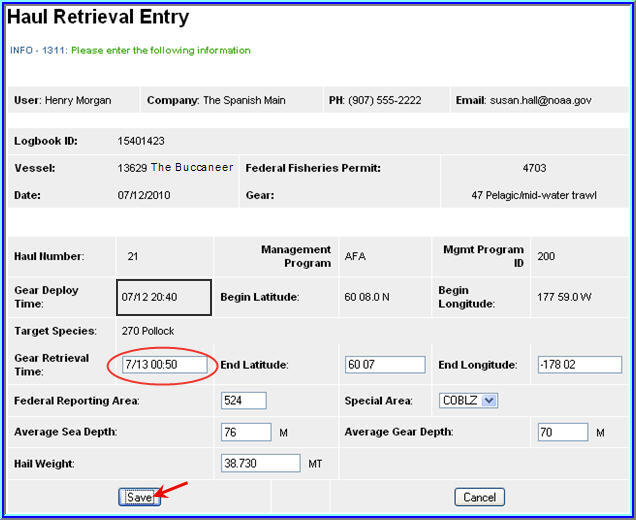 Haul Retrieval Entry
INFO - 1311: Please enter the following information
User: Henry Morgan Company: The Spanish Main PH: (907) 555-2222 Email: susan.hall@noaa.gov
Logbook ID: 15401423
Vessel: 13629 The Buccaneer Federal Fisheries Permit: 4703
Date: 07/12/2010 Gear: 47 Pelagic/mid-water trawl
Haul Number: 21 Management Program AFA Mgmt Program ID 200
Gear Deploy Time: 07/12 20:40 Begin Latitude: 60 08.0 N Begin Longitude: 177 59.0 W
Target Species: 270 Pollock
Gear Retrieval Time: 7/13 00:50 End Latitude: 60 07 End Longitude: -178 02
Federal Reporting Area: 524 Special Area: COBLZ
Average Sea Depth: 76 M Average Gear Depth: 70 M
Hail Weight: 38.730 MT
Save Cancel